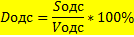 Dодс = Sодс / Vодс * 100%